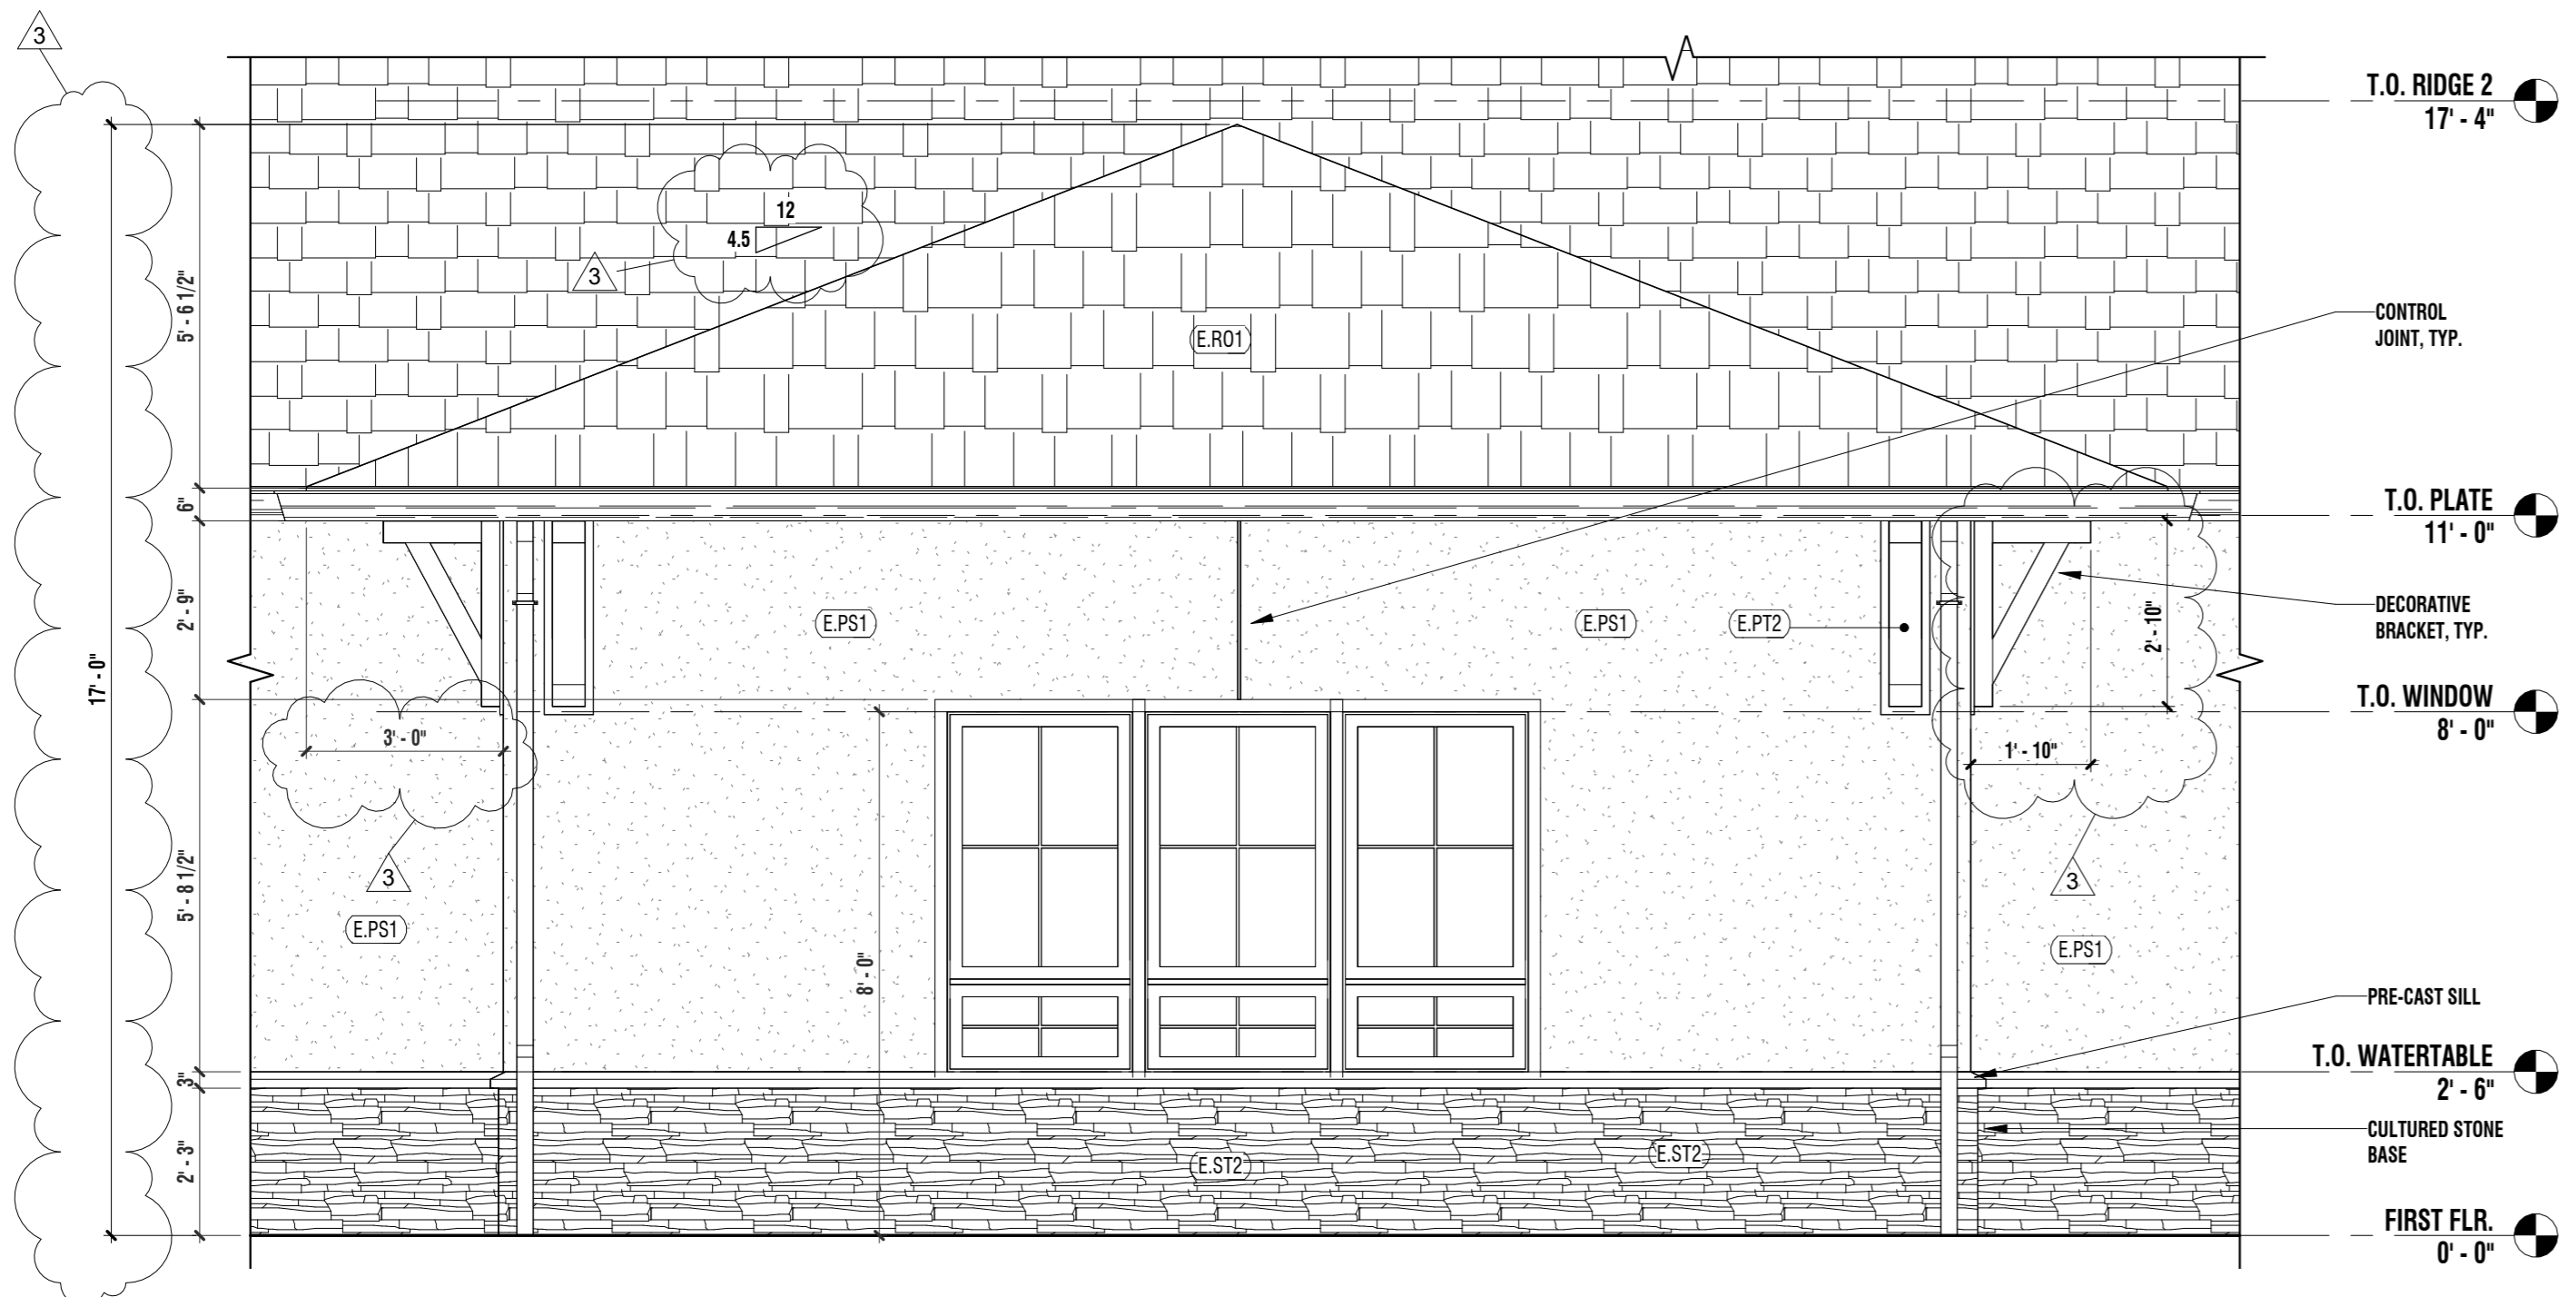 3
T.O. RIDGE 2
17' - 4"
12
4.5
3
5' - 6 1/2"
E.RO1
CONTROL
JOINT, TYP.
6"
T.O. PLATE
11' - 0"
2' - 9"
E.PS1
E.PS1
E.PT2
2' - 10"
DECORATIVE
BRACKET, TYP.
17' - 0"
T.O. WINDOW
8' - 0"
3' - 0"
1' - 10"
5' - 8 1/2"
3
3
E.PS1
8' - 0"
E.PS1
PRE-CAST SILL
3"
T.O. WATERTABLE
2' - 6"
2' - 3"
E.ST2
E.ST2
CULTURED STONE
BASE
FIRST FLR.
0' - 0"